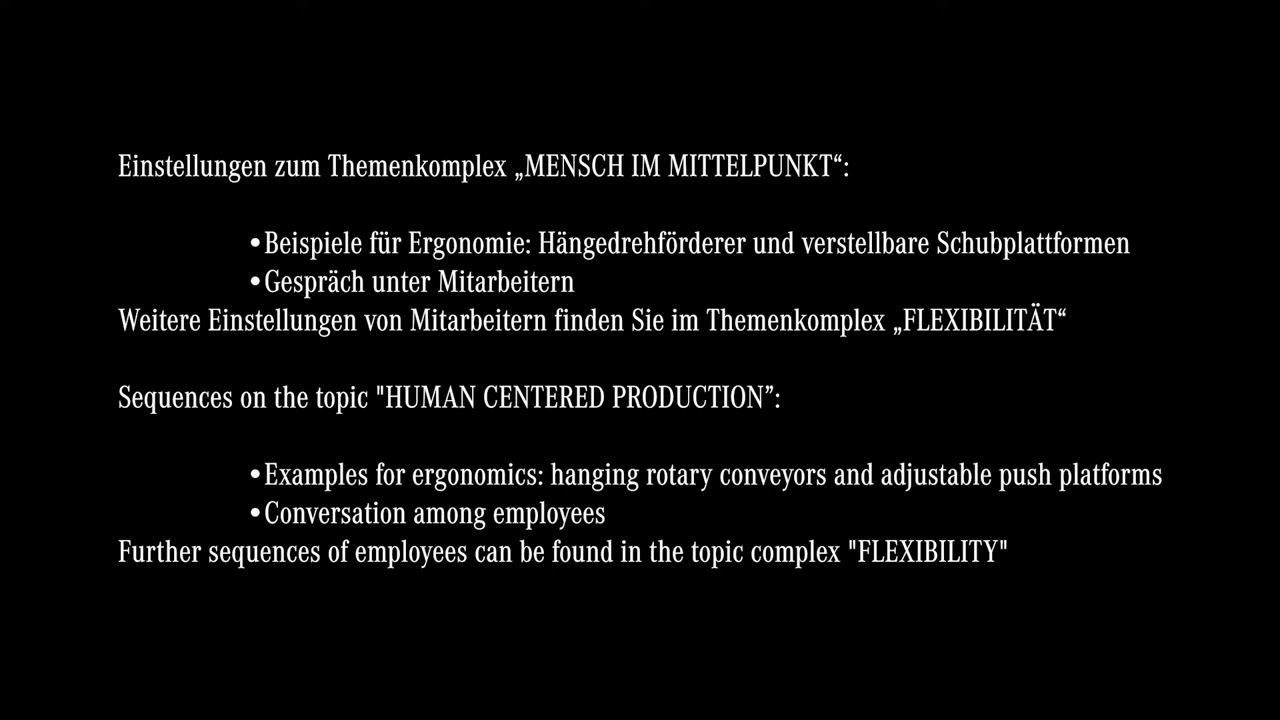 Einstellungen zum Themenkomplex „MENSCH IM MITTELPUNKT“:
•Beispiele für Ergonomie: Hängedrehförderer und verstellbare Schubplattformen
•Gespräch unter Mitarbeitern
Weitere Einstellungen von Mitarbeitern finden Sie im Themenkomplex „FLEXIBILITÄT“
Sequences on the topic "HUMAN CENTERED PRODUCTION”:
•Examples for ergonomics: hanging rotary conveyors and adjustable push platforms
•Conversation among employees
Further sequences of employees can be found in the topic complex "FLEXIBILITY"